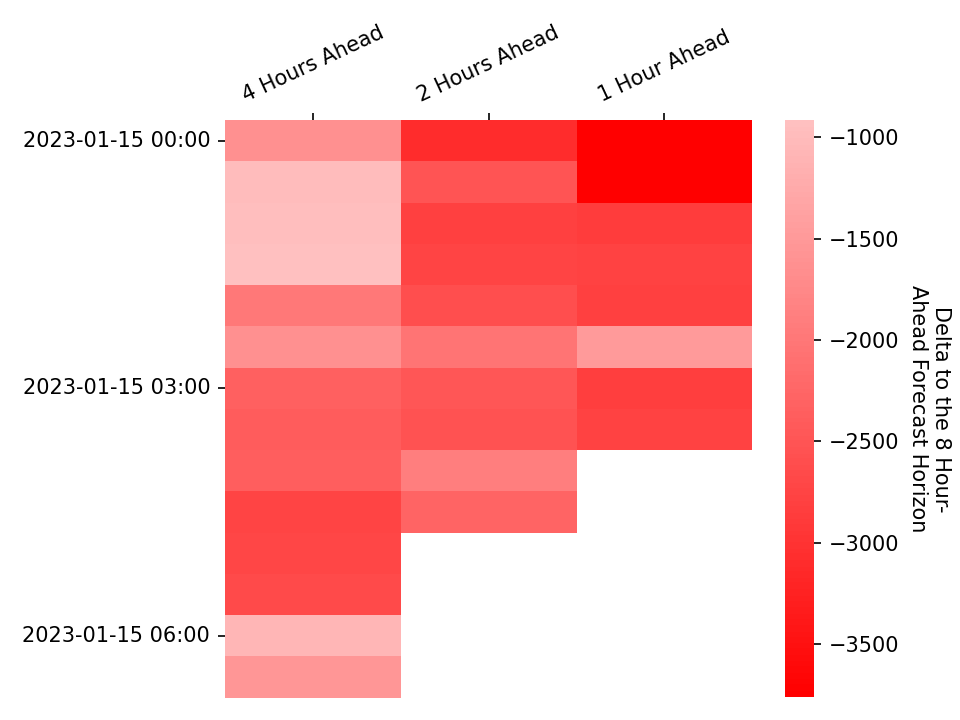 4 Hours Ahead
2 Hours Ahead
1 Hour Ahead
2023-01-15 00:00
2023-01-15 03:00
2023-01-15 06:00
−1000
−1500
−2000
−2500
−3000
−3500
Delta to the 8 Hour-
Ahead Forecast Horizon